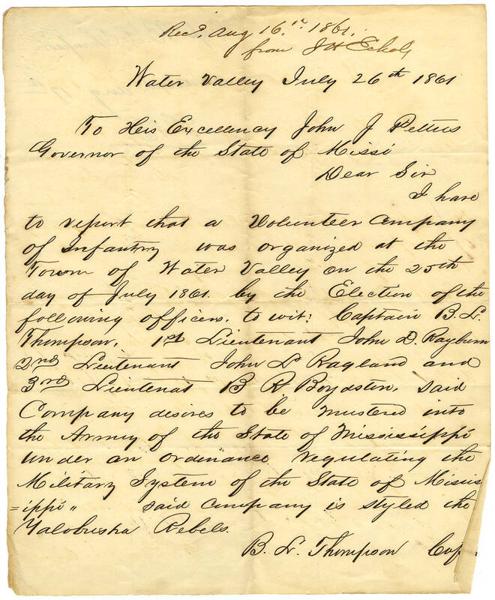 Recd. Aug 16th. 1861.
from J H Echols
Water Valley July 26th 1861
To His Excellency John J Pettus
Governor of the State of Missi
Dear Sir
I have
to report that a Volunteer Company
of Infantry was organized at the
Town of Water Valley on the 25th
day of July 1861. by the Election of the
following officers. to wit: Captain B. L.
Thompson, 1st Lieutenant John D. Rayburn
2nd Lieutenant John L Ragland and
3rd Lieutenat B R Boydston, said
Company desires to be mustered into
the Army of the State of Mississippi
under an Ordinance regulating the
Military System of the State of Missis
=ippi" said company is styled the
Yalobusha Rebels.
B. L. Thompson Cap